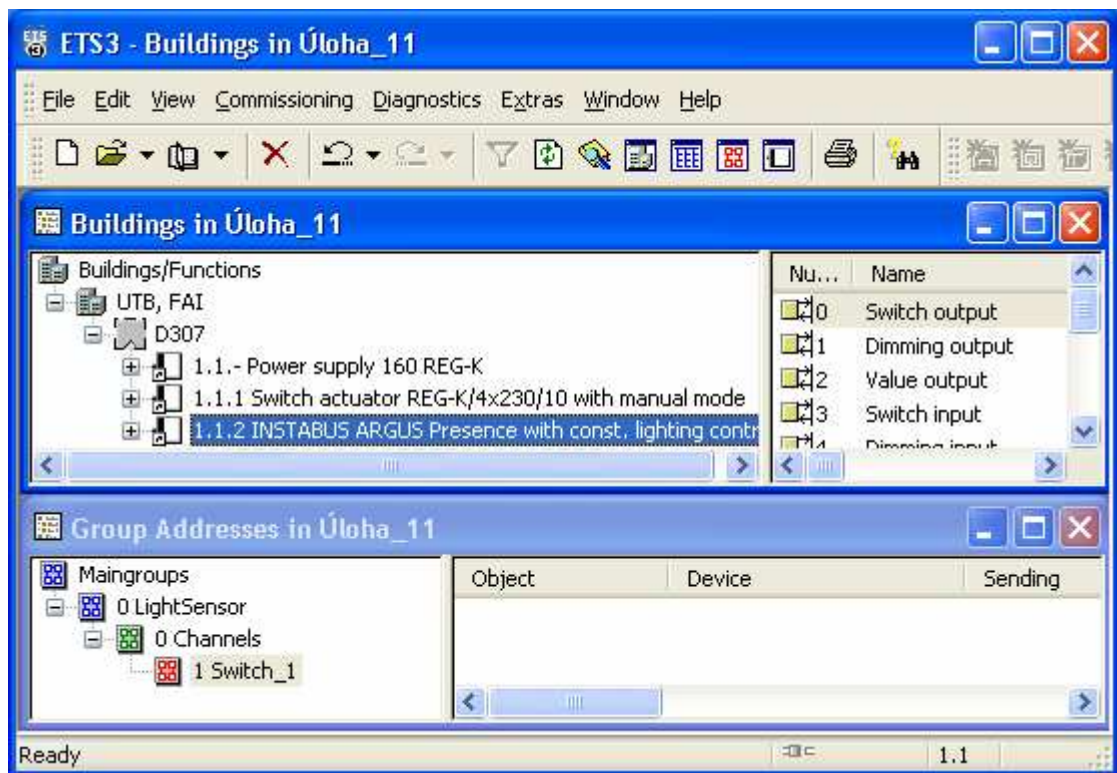 ETS3 - Buildings in Úloha_11
File Edit View Commissioning Diagnostics Extras Window Help
Buildings in Úloha_11
Buildings/Functions
UTB, FAI
D307
1.1.- Power supply 160 REG-K
1.1.1 Switch actuator REG-K/4x230/10 with manual mode
1.1.2 INSTABUS ARGUS Presence with const. lighting contr
Nu... Name
0 Switch output
1 Dimming output
2 Value output
3 Switch input
4 Dimming input
Group Addresses in Úloha_11
Maingroups
0 LightSensor
0 Channels
1 Switch_1
Object Device Sending
Ready 1.1